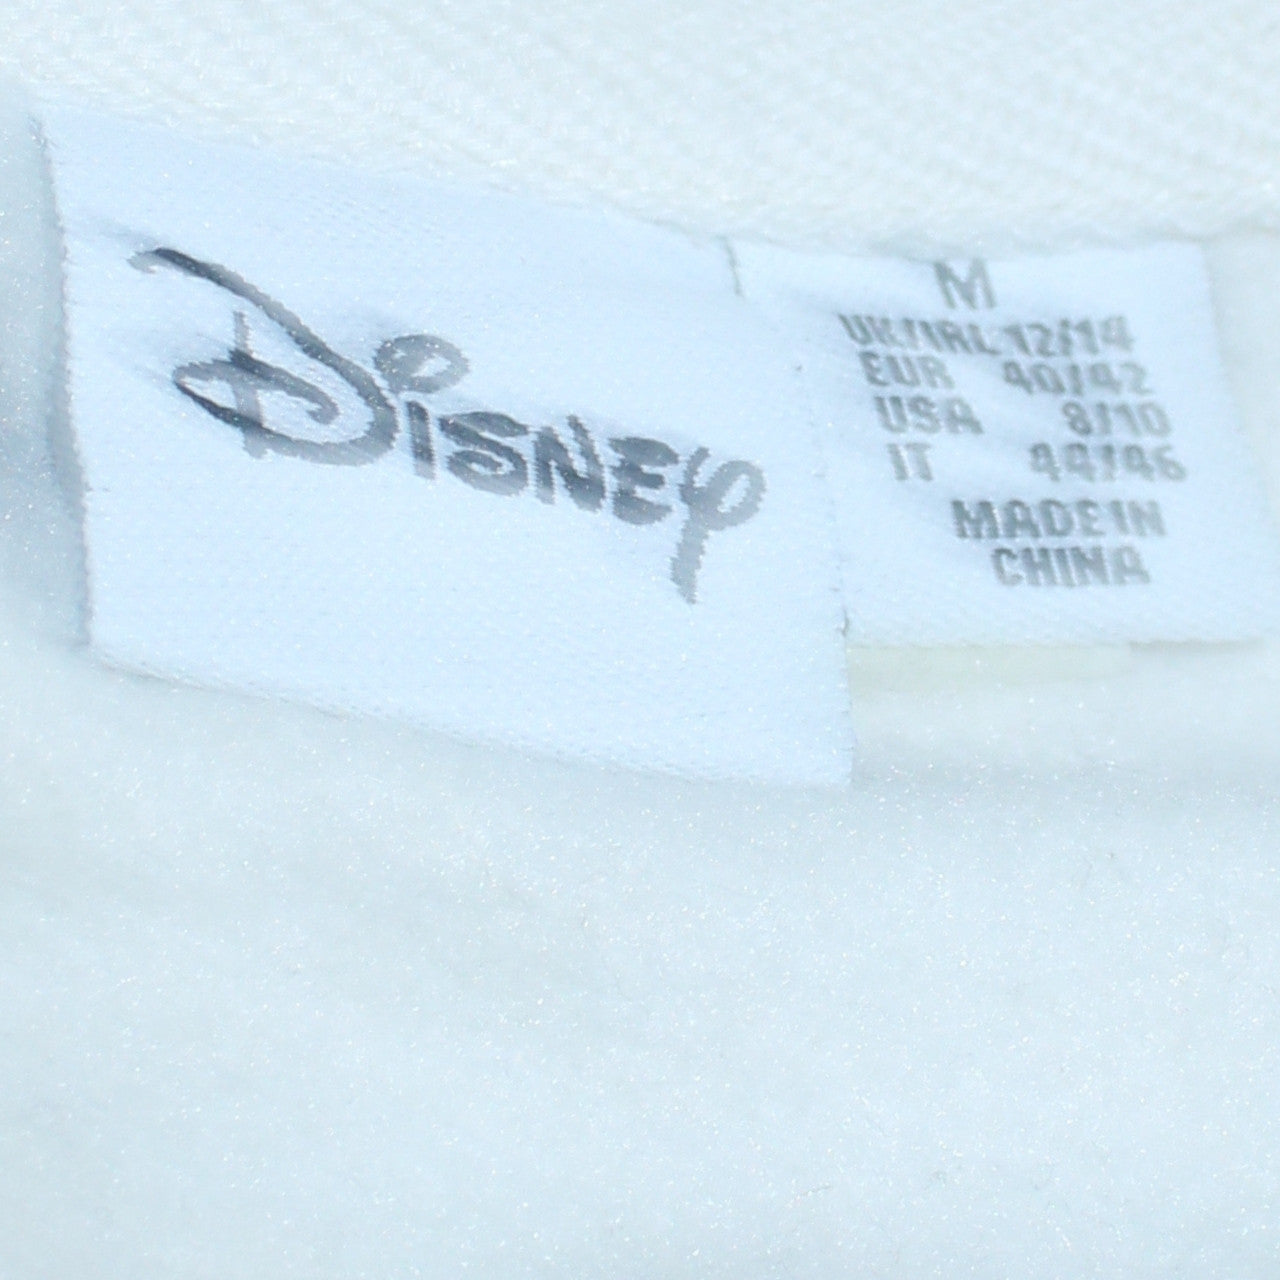 Disney
M
UK/IRL 12/14
EUR 40/42
USA 8/10
IT 44/46
MADE IN
CHINA